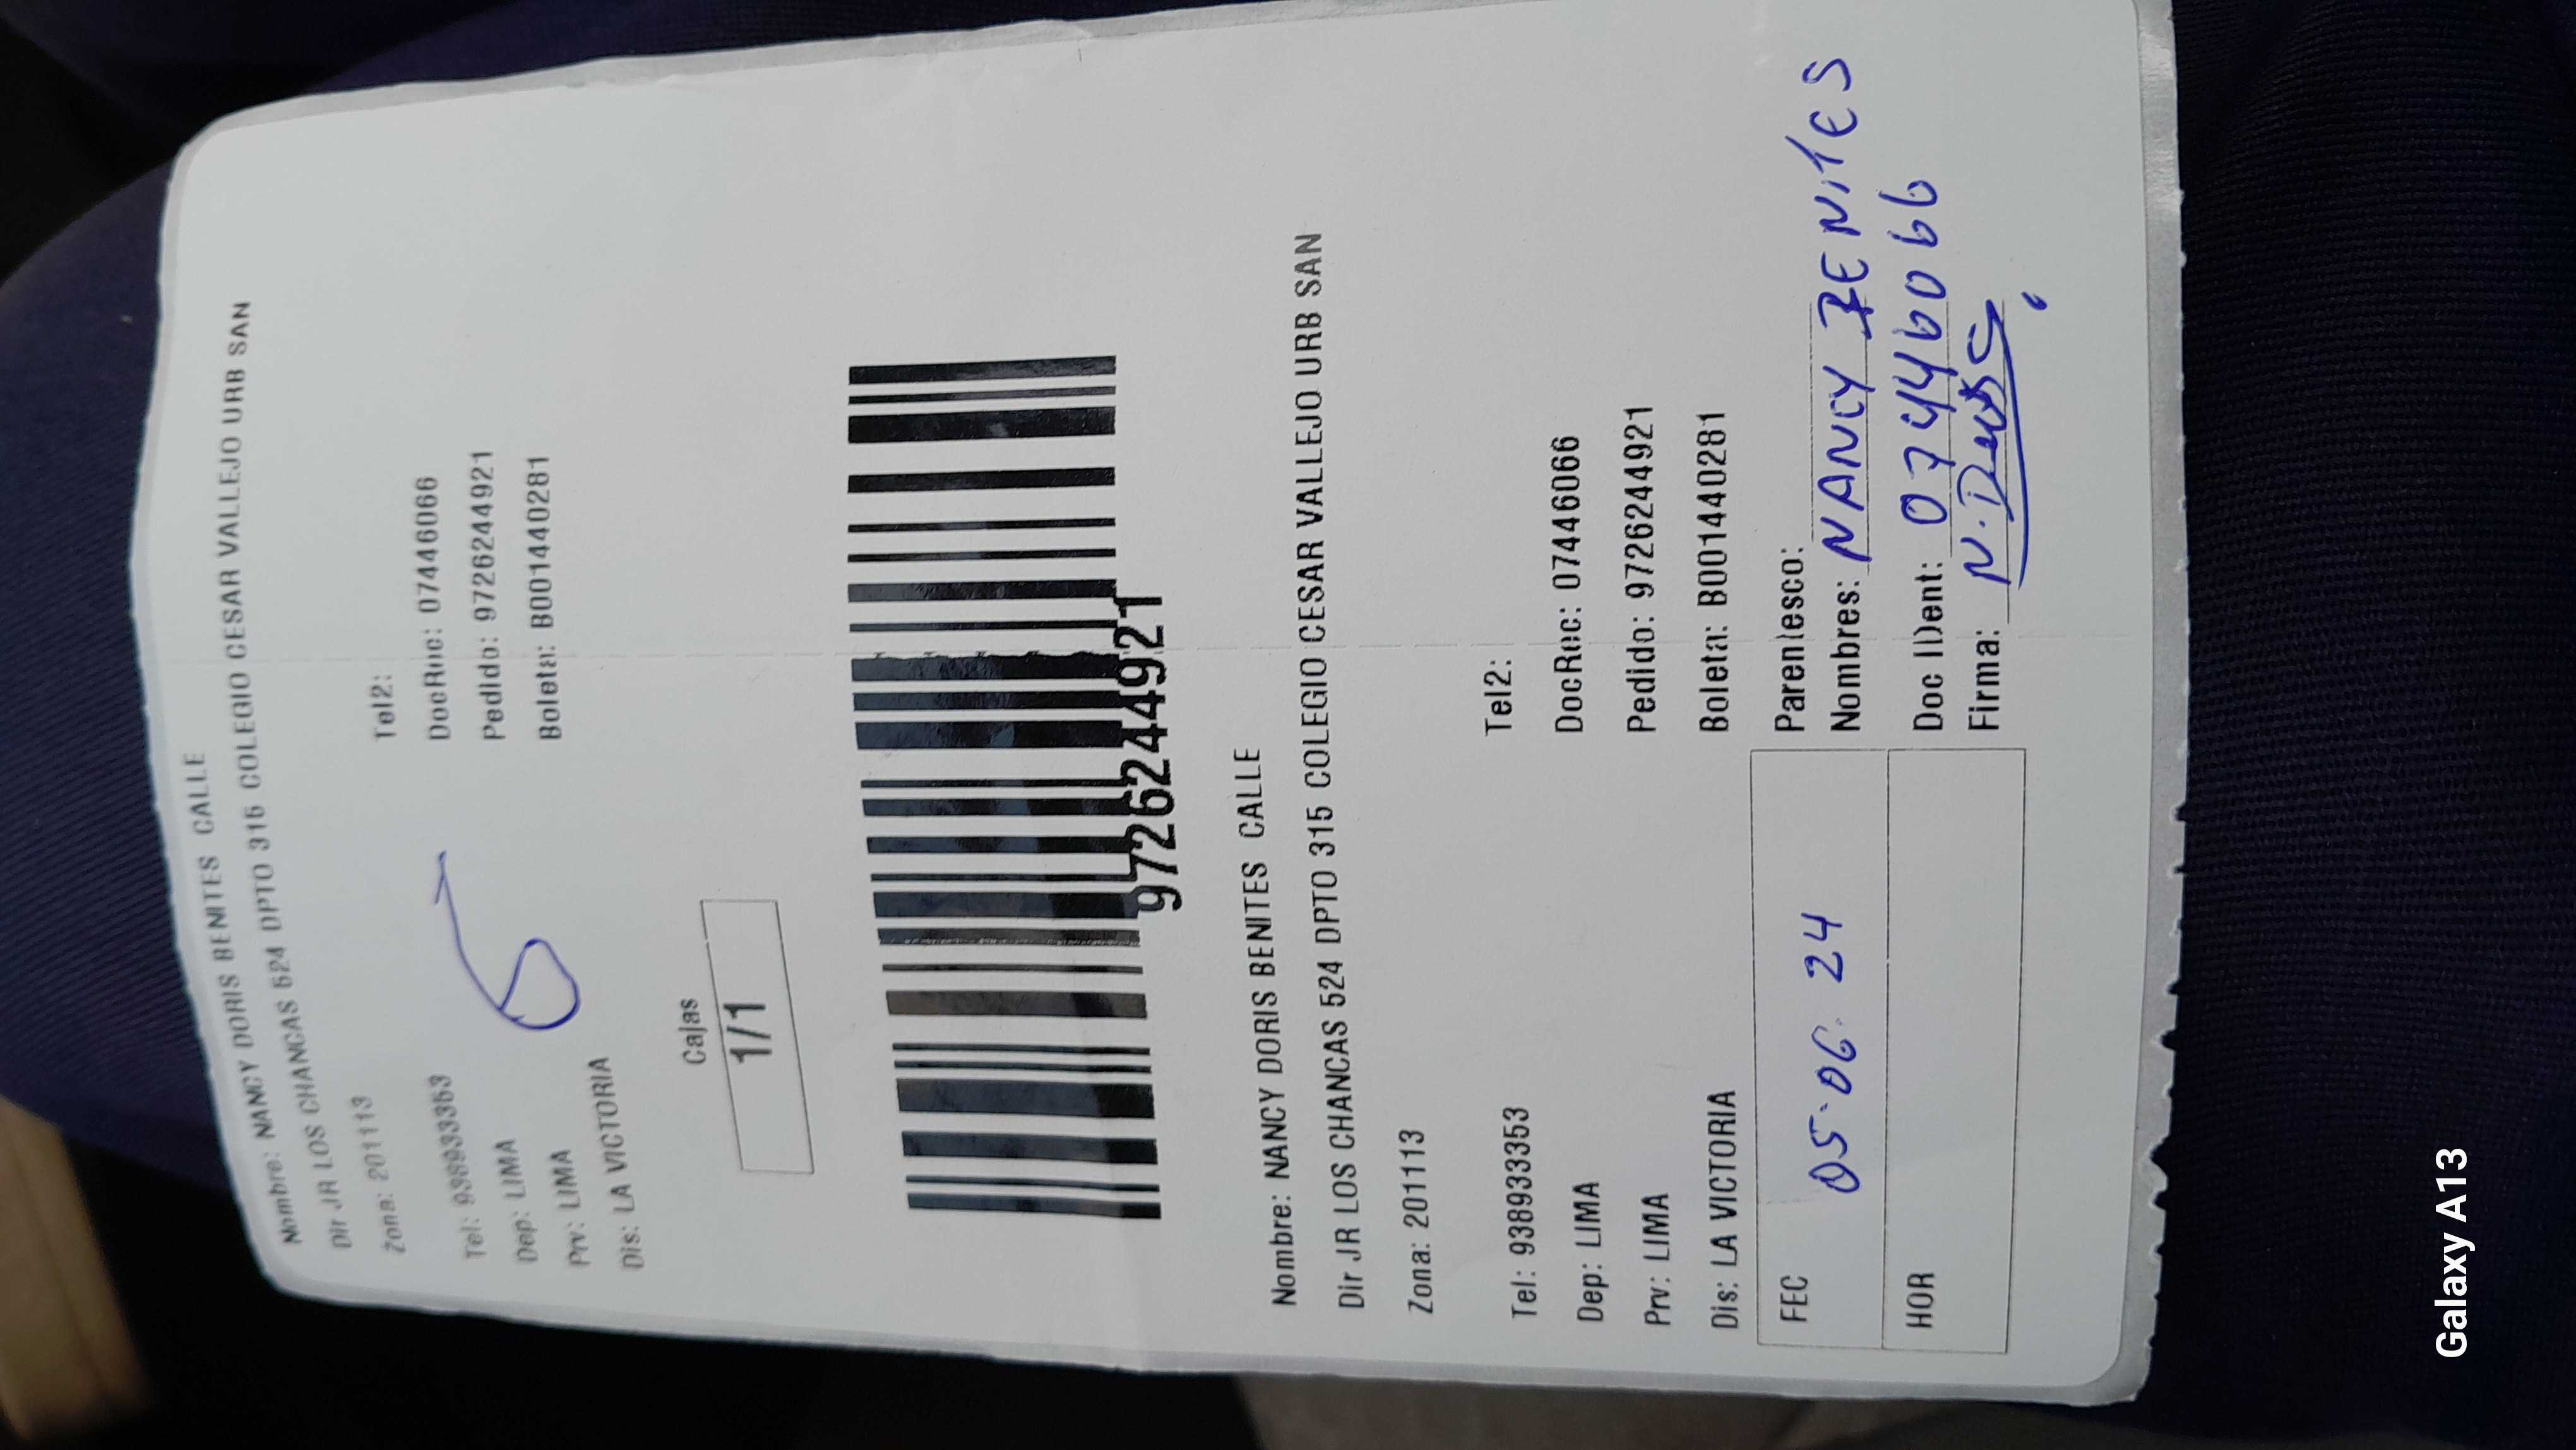 Nombre: NANCY DORIS BENITES CALLE
Dir JR LOS CHANCAS 524 DPTO 315 COLEGIO CESAR VALLEJO URB SAN
Zona: 201113
Tel2:
Tel: 938933353 DocRuc: 07446066
Dep: LIMA Pedido: 97262449​21
Prv: LIMA Boleta: B001440281
Dis: LA VICTORIA
Cajas
1/1
9726244921
Nombre: NANCY DORIS BENITES CALLE
Dir JR LOS CHANCAS 524 DPTO 315 COLEGIO CESAR VALLEJO URB SAN
Zona: 201113
Tel2:
Tel: 938933353 DocRuc: 07446066
Dep: LIMA Pedido: 9726244921
Prv: LIMA Boleta: B001440281
Dis: LA VICTORIA
FEC 05.06.24 Parentesco:
Nombres: NANCY BENITES
HOR Doc IDent: 07446066
Firma:
Galaxy A13